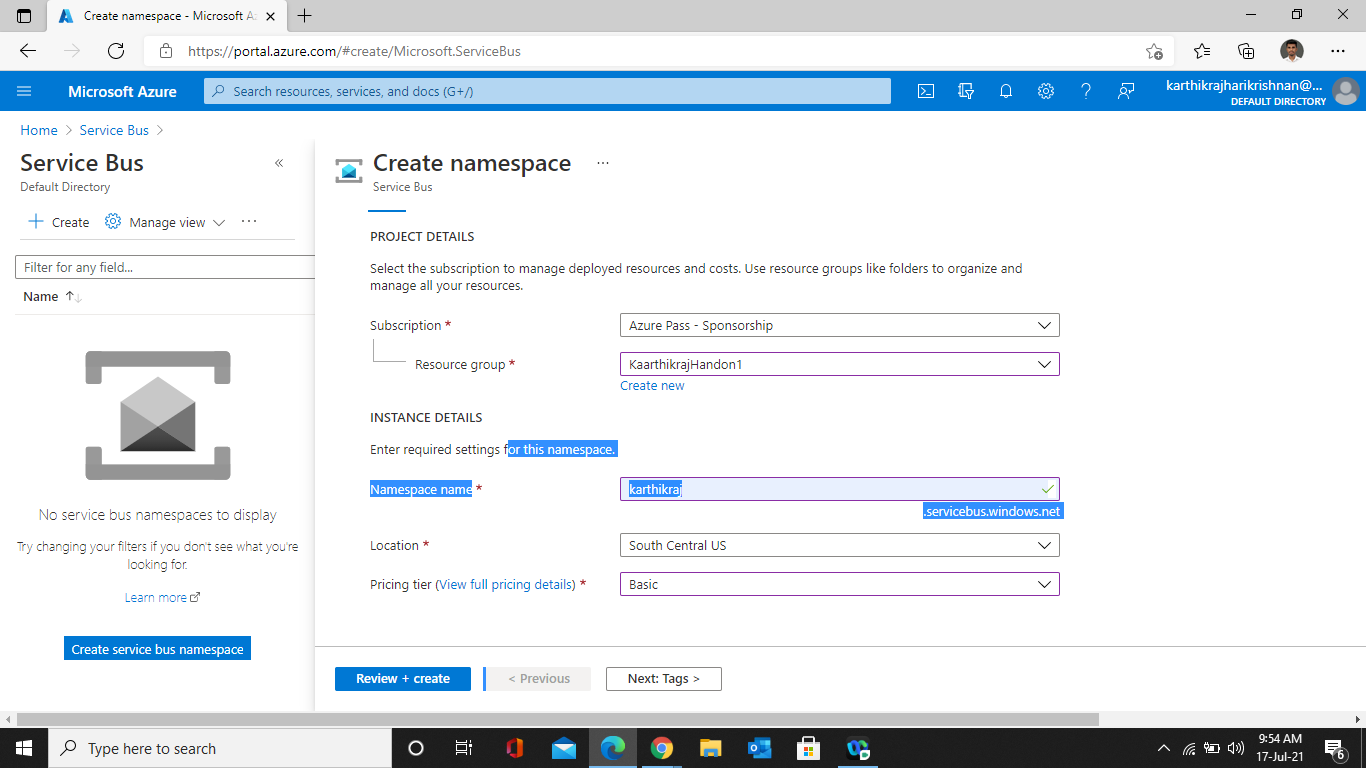 Create namespace - Microsoft A
https://portal.azure.com/#create/Microsoft.ServiceBus
Microsoft Azure
Search resources, services, and docs (G+/)
karthikrajharikrishnan@...
DEFAULT DIRECTORY
Home > Service Bus >
Service Bus
Default Directory
Create
Manage view
Filter for any field...
Name
No service bus namespaces to display
Try changing your filters if you don't see what you're
looking for.
Learn more
Create service bus namespace
Create namespace
Service Bus
PROJECT DETAILS
Select the subscription to manage deployed resources and costs. Use resource groups like folders to organize and
manage all your resources.
Subscription *
Azure Pass - Sponsorship
Resource group *
KaarthikrajHandon1
Create new
INSTANCE DETAILS
Enter required settings for this namespace.
Namespace name *
karthikraj
.servicebus.windows.net
Location *
South Central US
Pricing tier (View full pricing details) *
Basic
Review + create
< Previous
Next: Tags >
Type here to search
9:54 AM
17-Jul-21
6